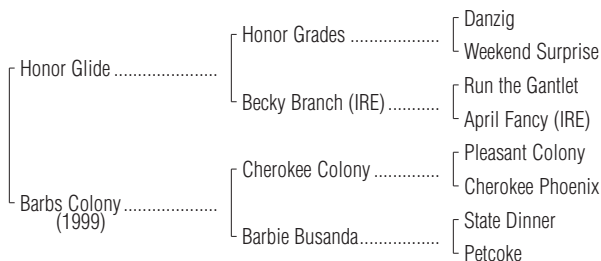 Danzig
Honor Grades ...................
Weekend Surprise
Honor Glide .....................
Run the Gantlet
Becky Branch (IRE) ...........
April Fancy (IRE)
Pleasant Colony
Cherokee Colony ..............
Cherokee Phoenix
Barbs Colony ...................
(1999)
State Dinner
Barbie Busanda.................
Petcoke